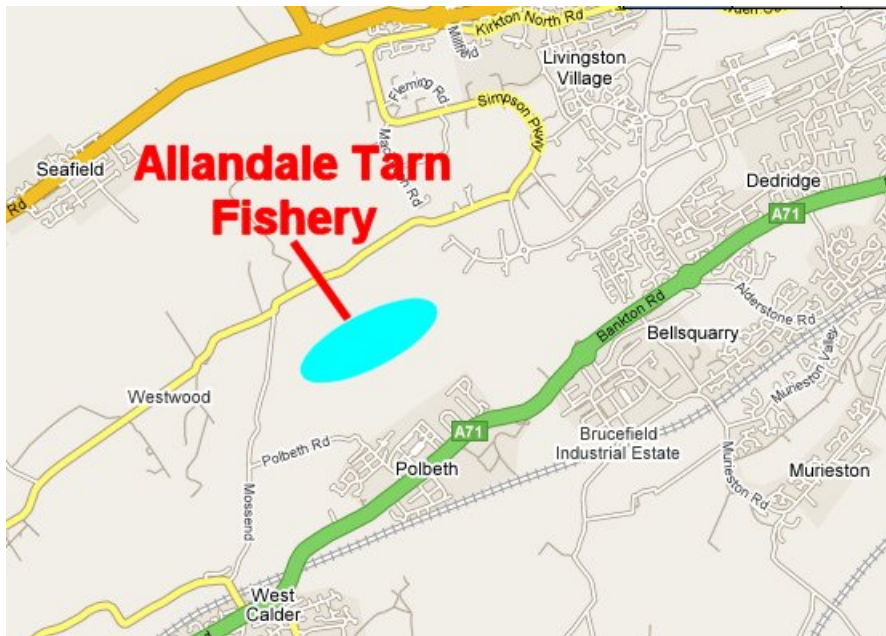 Kirkton North Rd
Livingston
Village
Fleming Rd
Simpson Pkwy
Seafield
Allandale Tarn
Fishery
Rd
Dedridge
A71
Bankton Rd
Alderstone Rd
Bellsquarry
Murieston Valley
Westwood
A71
Brucefield
Industrial Estate
Polbeth Rd
Polbeth
Murieston
Murieston Rd
Mossend
West
Calder